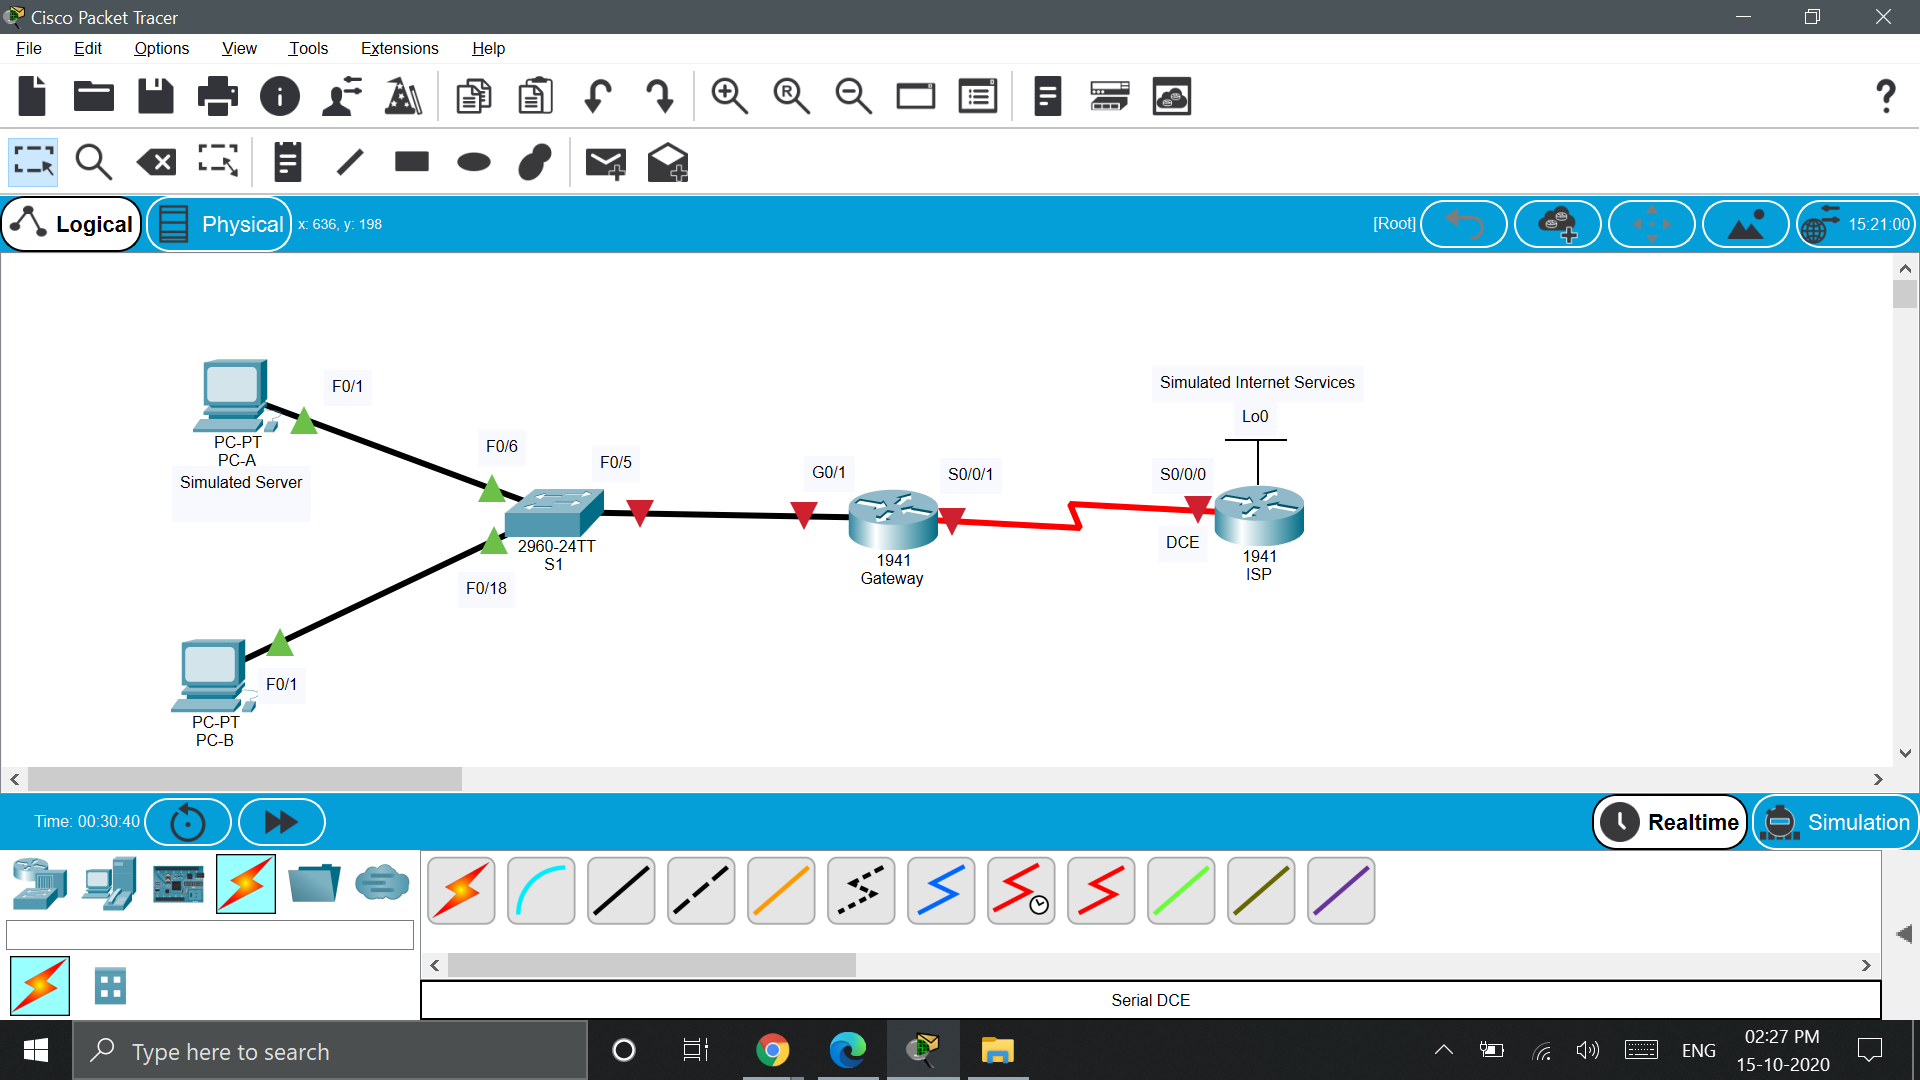 Cisco Packet Tracer
File Edit Options View Tools Extensions Help
Logical Physical x: 636, y: 198 [Root] 15:21:00
Simulated Internet Services
Lo0
F0/1
PC-PT
PC-A
Simulated Server
F0/6
F0/5
G0/1
S0/0/1
S0/0/0
DCE
2960-24TT
S1
1941
Gateway
1941
ISP
F0/18
F0/1
PC-PT
PC-B
Time: 00:30:40 Realtime Simulation
Serial DCE
Type here to search
ENG
02:27 PM
15-10-2020